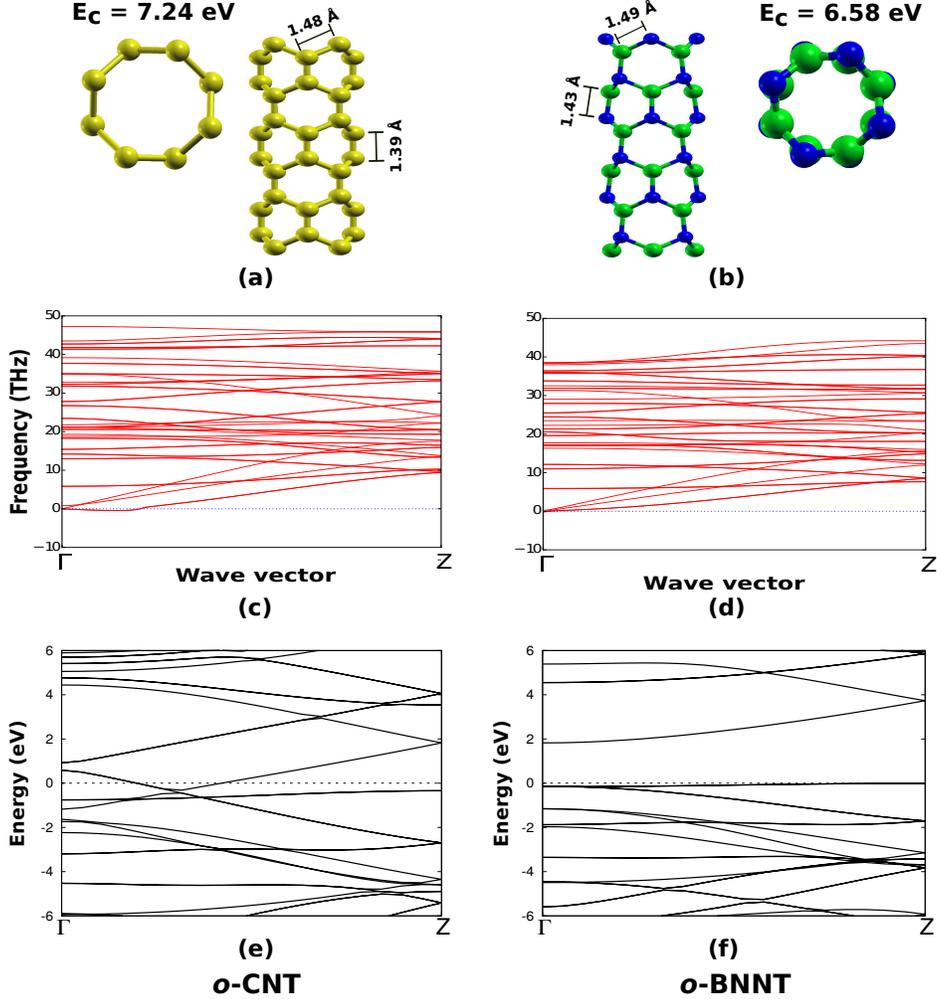 E_C = 7.24 eV
1.48 Å
1.39 Å
(a)
E_C = 6.58 eV
1.49 Å
1.43 Å
(b)
Frequency (THz)
50
40
30
20
10
0
−10
Γ
Z
Wave vector
(c)
40
30
20
10
0
−10
Γ
Z
Wave vector
(d)
Energy (eV)
6
4
2
0
-2
-4
-6
Γ
Z
(e)
o-CNT
Energy (eV)
6
4
2
0
-2
-4
-6
Γ
Z
(f)
o-BNNT